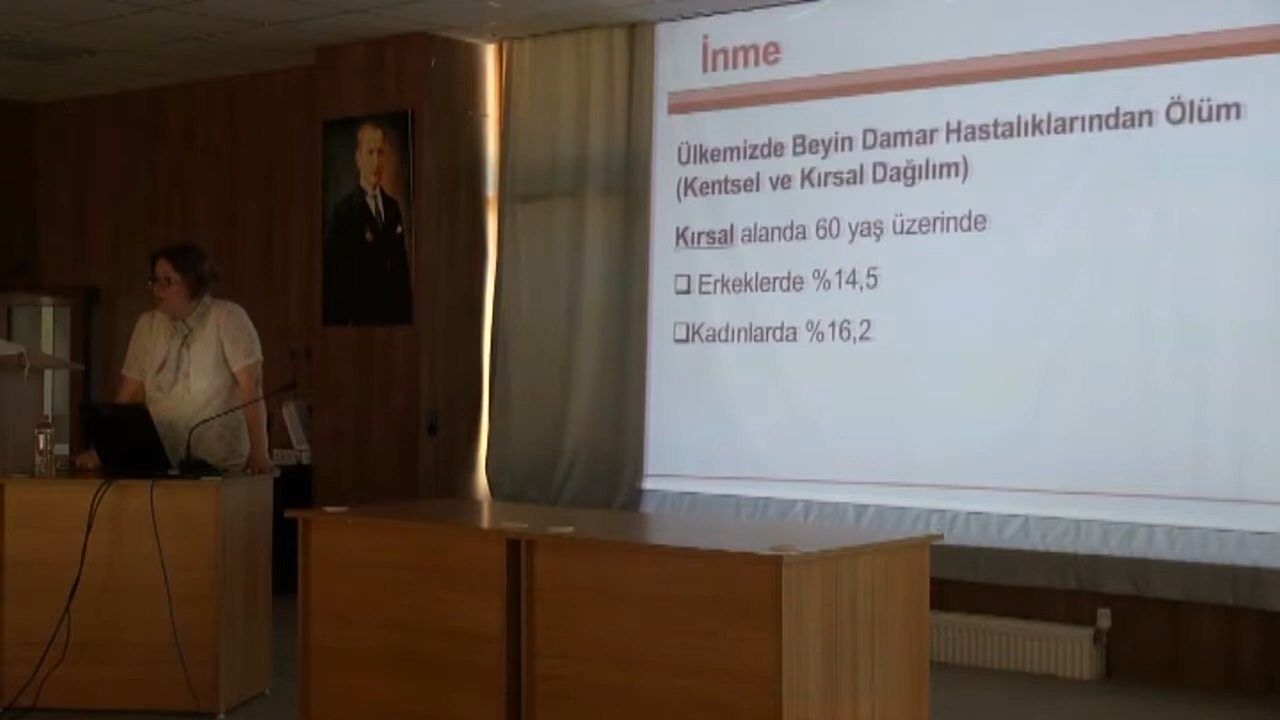 İnme
Ülkemizde Beyin Damar Hastalıklarından Ölüm
(Kentsel ve Kırsal Dağılım)
Kırsal alanda 60 yaş üzerinde
❑ Erkeklerde %14,5
❑Kadınlarda %16,2